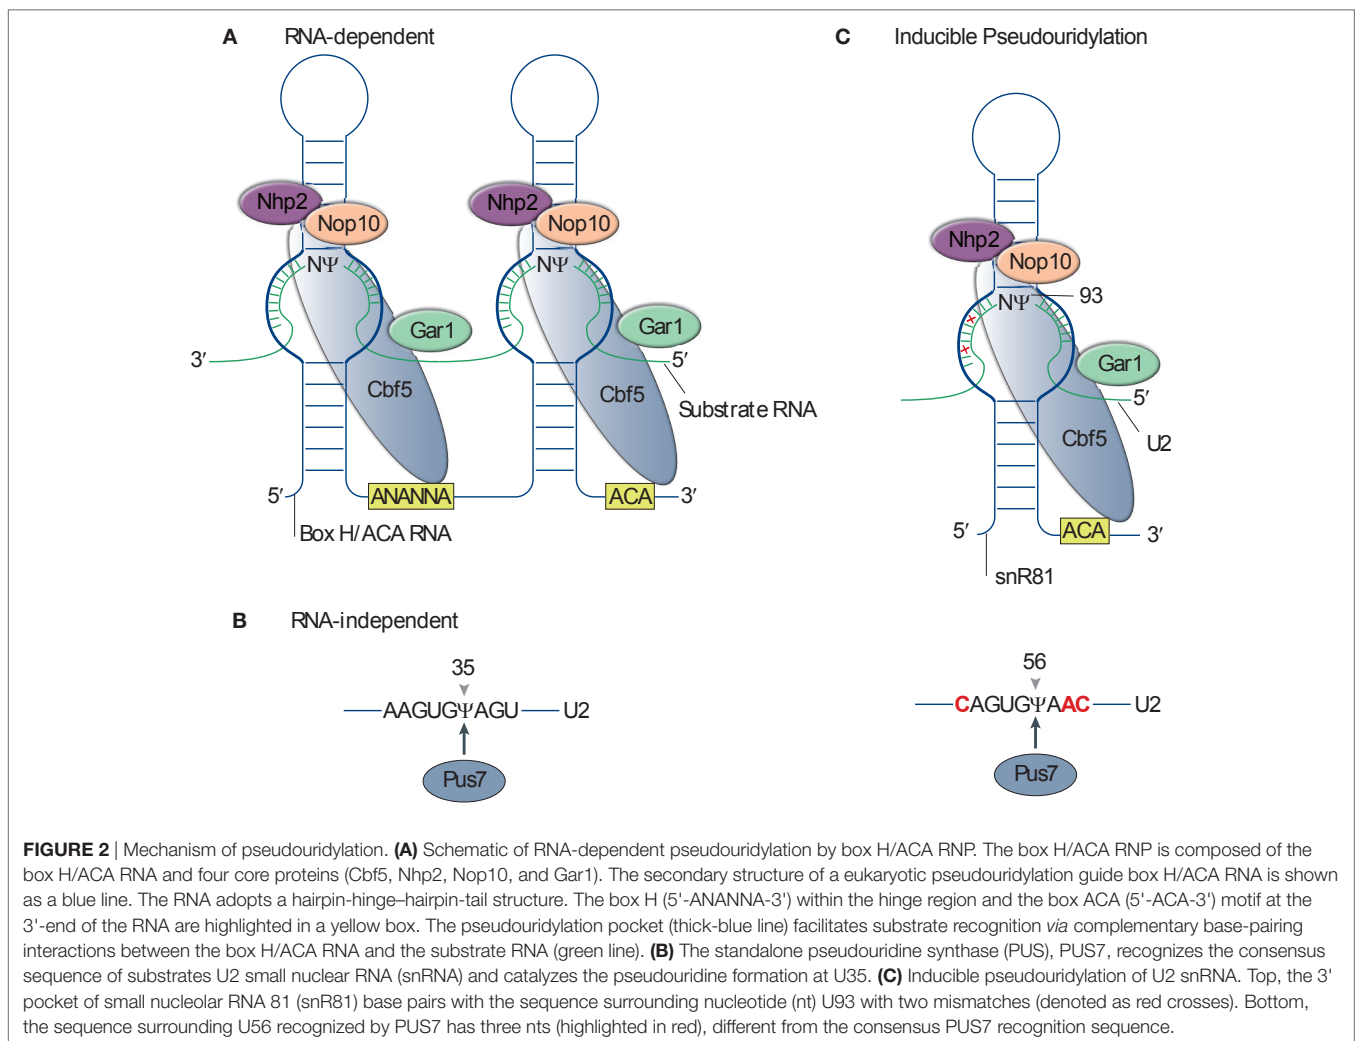 A RNA-dependent
Nhp2
Nop10
NΨ
Gar1
3′
Cbf5
Nhp2
Nop10
NΨ
Gar1
5′
Cbf5
Substrate RNA
5′
ANANNA
ACA
3′
Box H/ACA RNA
C Inducible Pseudouridylation
Nhp2
Nop10
NΨ
93
x
x
Gar1
5′
Cbf5
U2
5′
ACA
3′
snR81
B RNA-independent
35
AAGUGΨAGU U2
Pus7
56
CAGUGΨAAC U2
Pus7
FIGURE 2 | Mechanism of pseudouridylation. (A) Schematic of RNA-dependent pseudouridylation by box H/ACA RNP. The box H/ACA RNP is composed of the
box H/ACA RNA and four core proteins (Cbf5, Nhp2, Nop10, and Gar1). The secondary structure of a eukaryotic pseudouridylation guide box H/ACA RNA is shown
as a blue line. The RNA adopts a hairpin-hinge–hairpin-tail structure. The box H (5'-ANANNA-3') within the hinge region and the box ACA (5'-ACA-3') motif at the
3'-end of the RNA are highlighted in a yellow box. The pseudouridylation pocket (thick-blue line) facilitates substrate recognition via complementary base-pairing
interactions between the box H/ACA RNA and the substrate RNA (green line). (B) The standalone pseudouridine synthase (PUS), PUS7, recognizes the consensus
sequence of substrates U2 small nuclear RNA (snRNA) and catalyzes the pseudouridine formation at U35. (C) Inducible pseudouridylation of U2 snRNA. Top, the 3'
pocket of small nucleolar RNA 81 (snR81) base pairs with the sequence surrounding nucleotide (nt) U93 with two mismatches (denoted as red crosses). Bottom,
the sequence surrounding U56 recognized by PUS7 has three nts (highlighted in red), different from the consensus PUS7 recognition sequence.